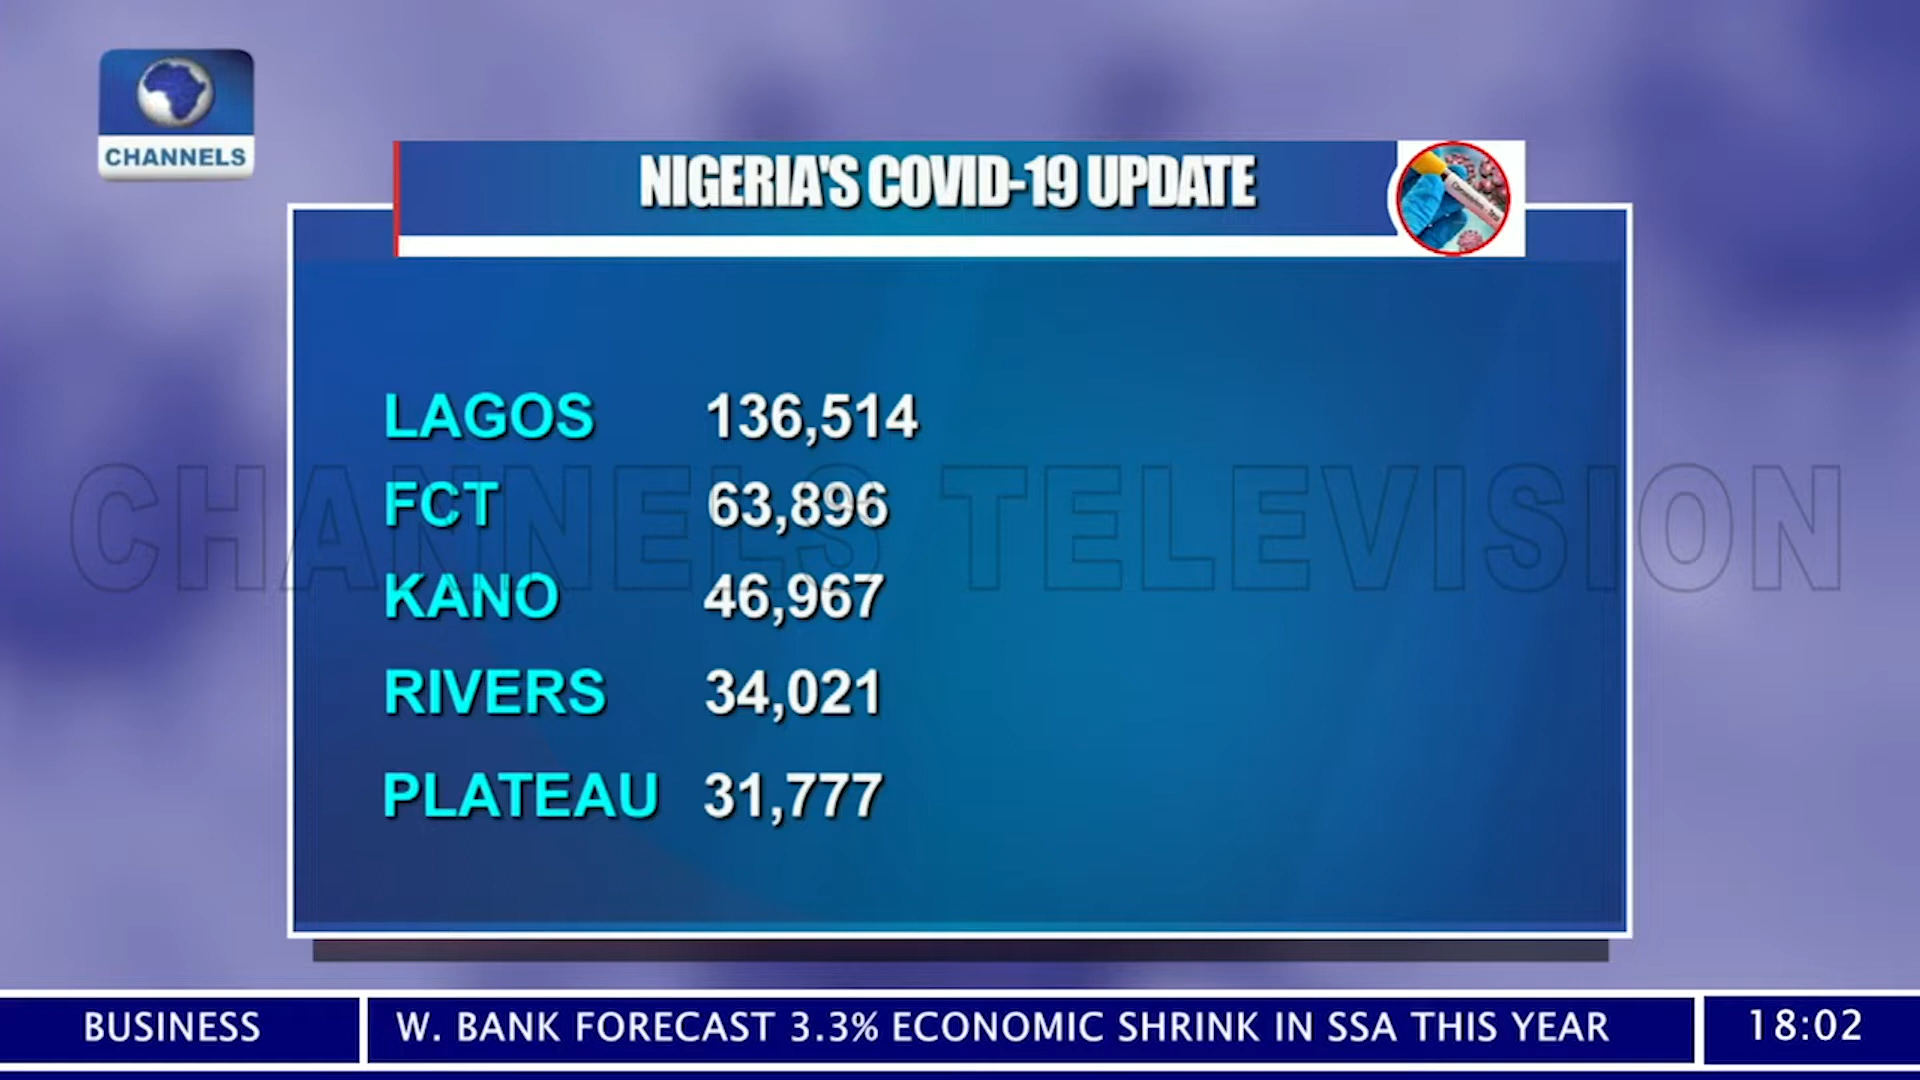 CHANNELS
NIGERIA'S COVID-19 UPDATE
LAGOS 136,514
FCT 63,896
KANO 46,967
RIVERS 34,021
PLATEAU 31,777
CHANNELS TELEVISION
BUSINESS W. BANK FORECAST 3.3% ECONOMIC SHRINK IN SSA THIS YEAR 18:02